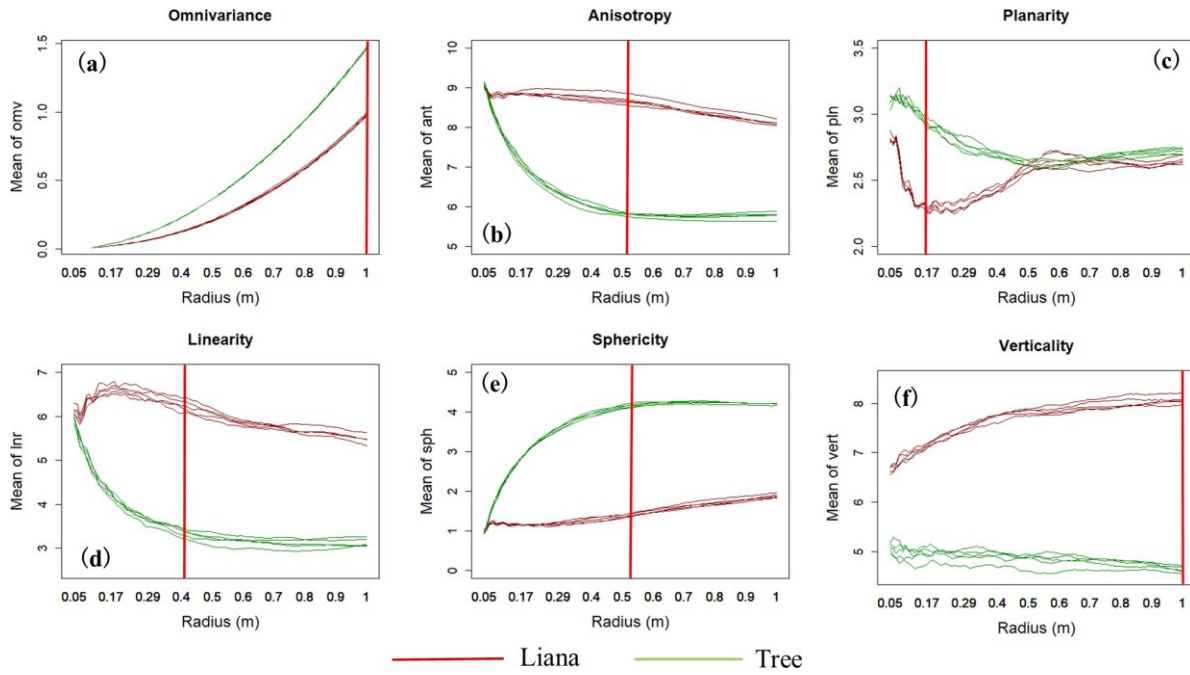 Omnivariance
(a)
Mean of omv
1.5
1.0
0.5
0.0
0.05 0.17 0.29 0.4 0.5 0.6 0.7 0.8 0.9 1
Radius (m)
Anisotropy
(b)
Mean of ant
10
9
8
7
6
5
0.05 0.17 0.29 0.4 0.5 0.6 0.7 0.8 0.9 1
Radius (m)
Planarity
(c)
Mean of pln
3.5
3.0
2.5
2.0
0.05 0.17 0.29 0.4 0.5 0.6 0.7 0.8 0.9 1
Radius (m)
Linearity
(d)
Mean of lnr
7
6
5
4
3
0.05 0.17 0.29 0.4 0.5 0.6 0.7 0.8 0.9 1
Radius (m)
Sphericity
(e)
Mean of sph
5
4
3
2
1
0
0.05 0.17 0.29 0.4 0.5 0.6 0.7 0.8 0.9 1
Radius (m)
Verticality
(f)
Mean of vert
8
7
6
5
0.05 0.17 0.29 0.4 0.5 0.6 0.7 0.8 0.9 1
Radius (m)
Liana
Tree